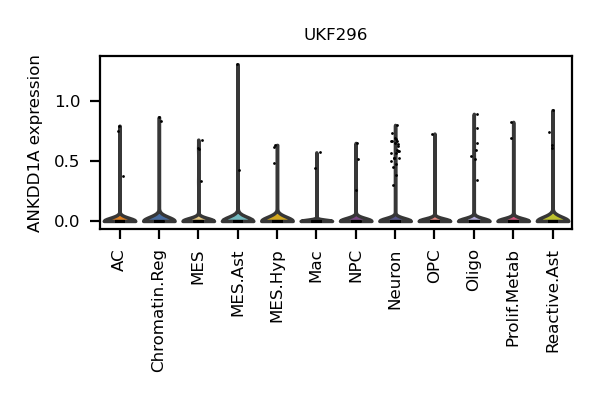 UKF296
ANKDD1A expression
1.0
0.5
0.0
AC
Chromatin.Reg
MES
MES.Ast
MES.Hyp
Mac
NPC
Neuron
OPC
Oligo
Prolif.Metab
Reactive.Ast